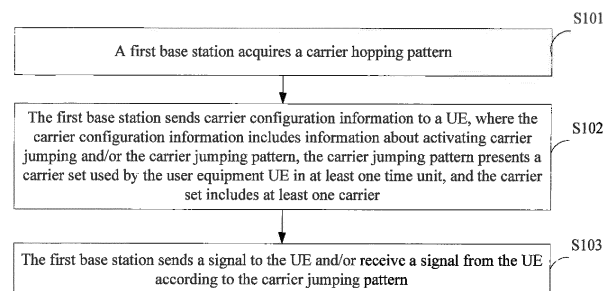 S101
A first base station acquires a carrier hopping pattern
The first base station sends carrier configuration information to a UE, where the
carrier configuration information includes information about activating carrier
jumping and/or the carrier jumping pattern, the carrier jumping pattern presents a
carrier set used by the user equipment UE in at least one time unit, and the carrier
set includes at least one carrier
S102
The first base station sends a signal to the UE and/or receive a signal from the UE
according to the carrier jumping pattern
S103